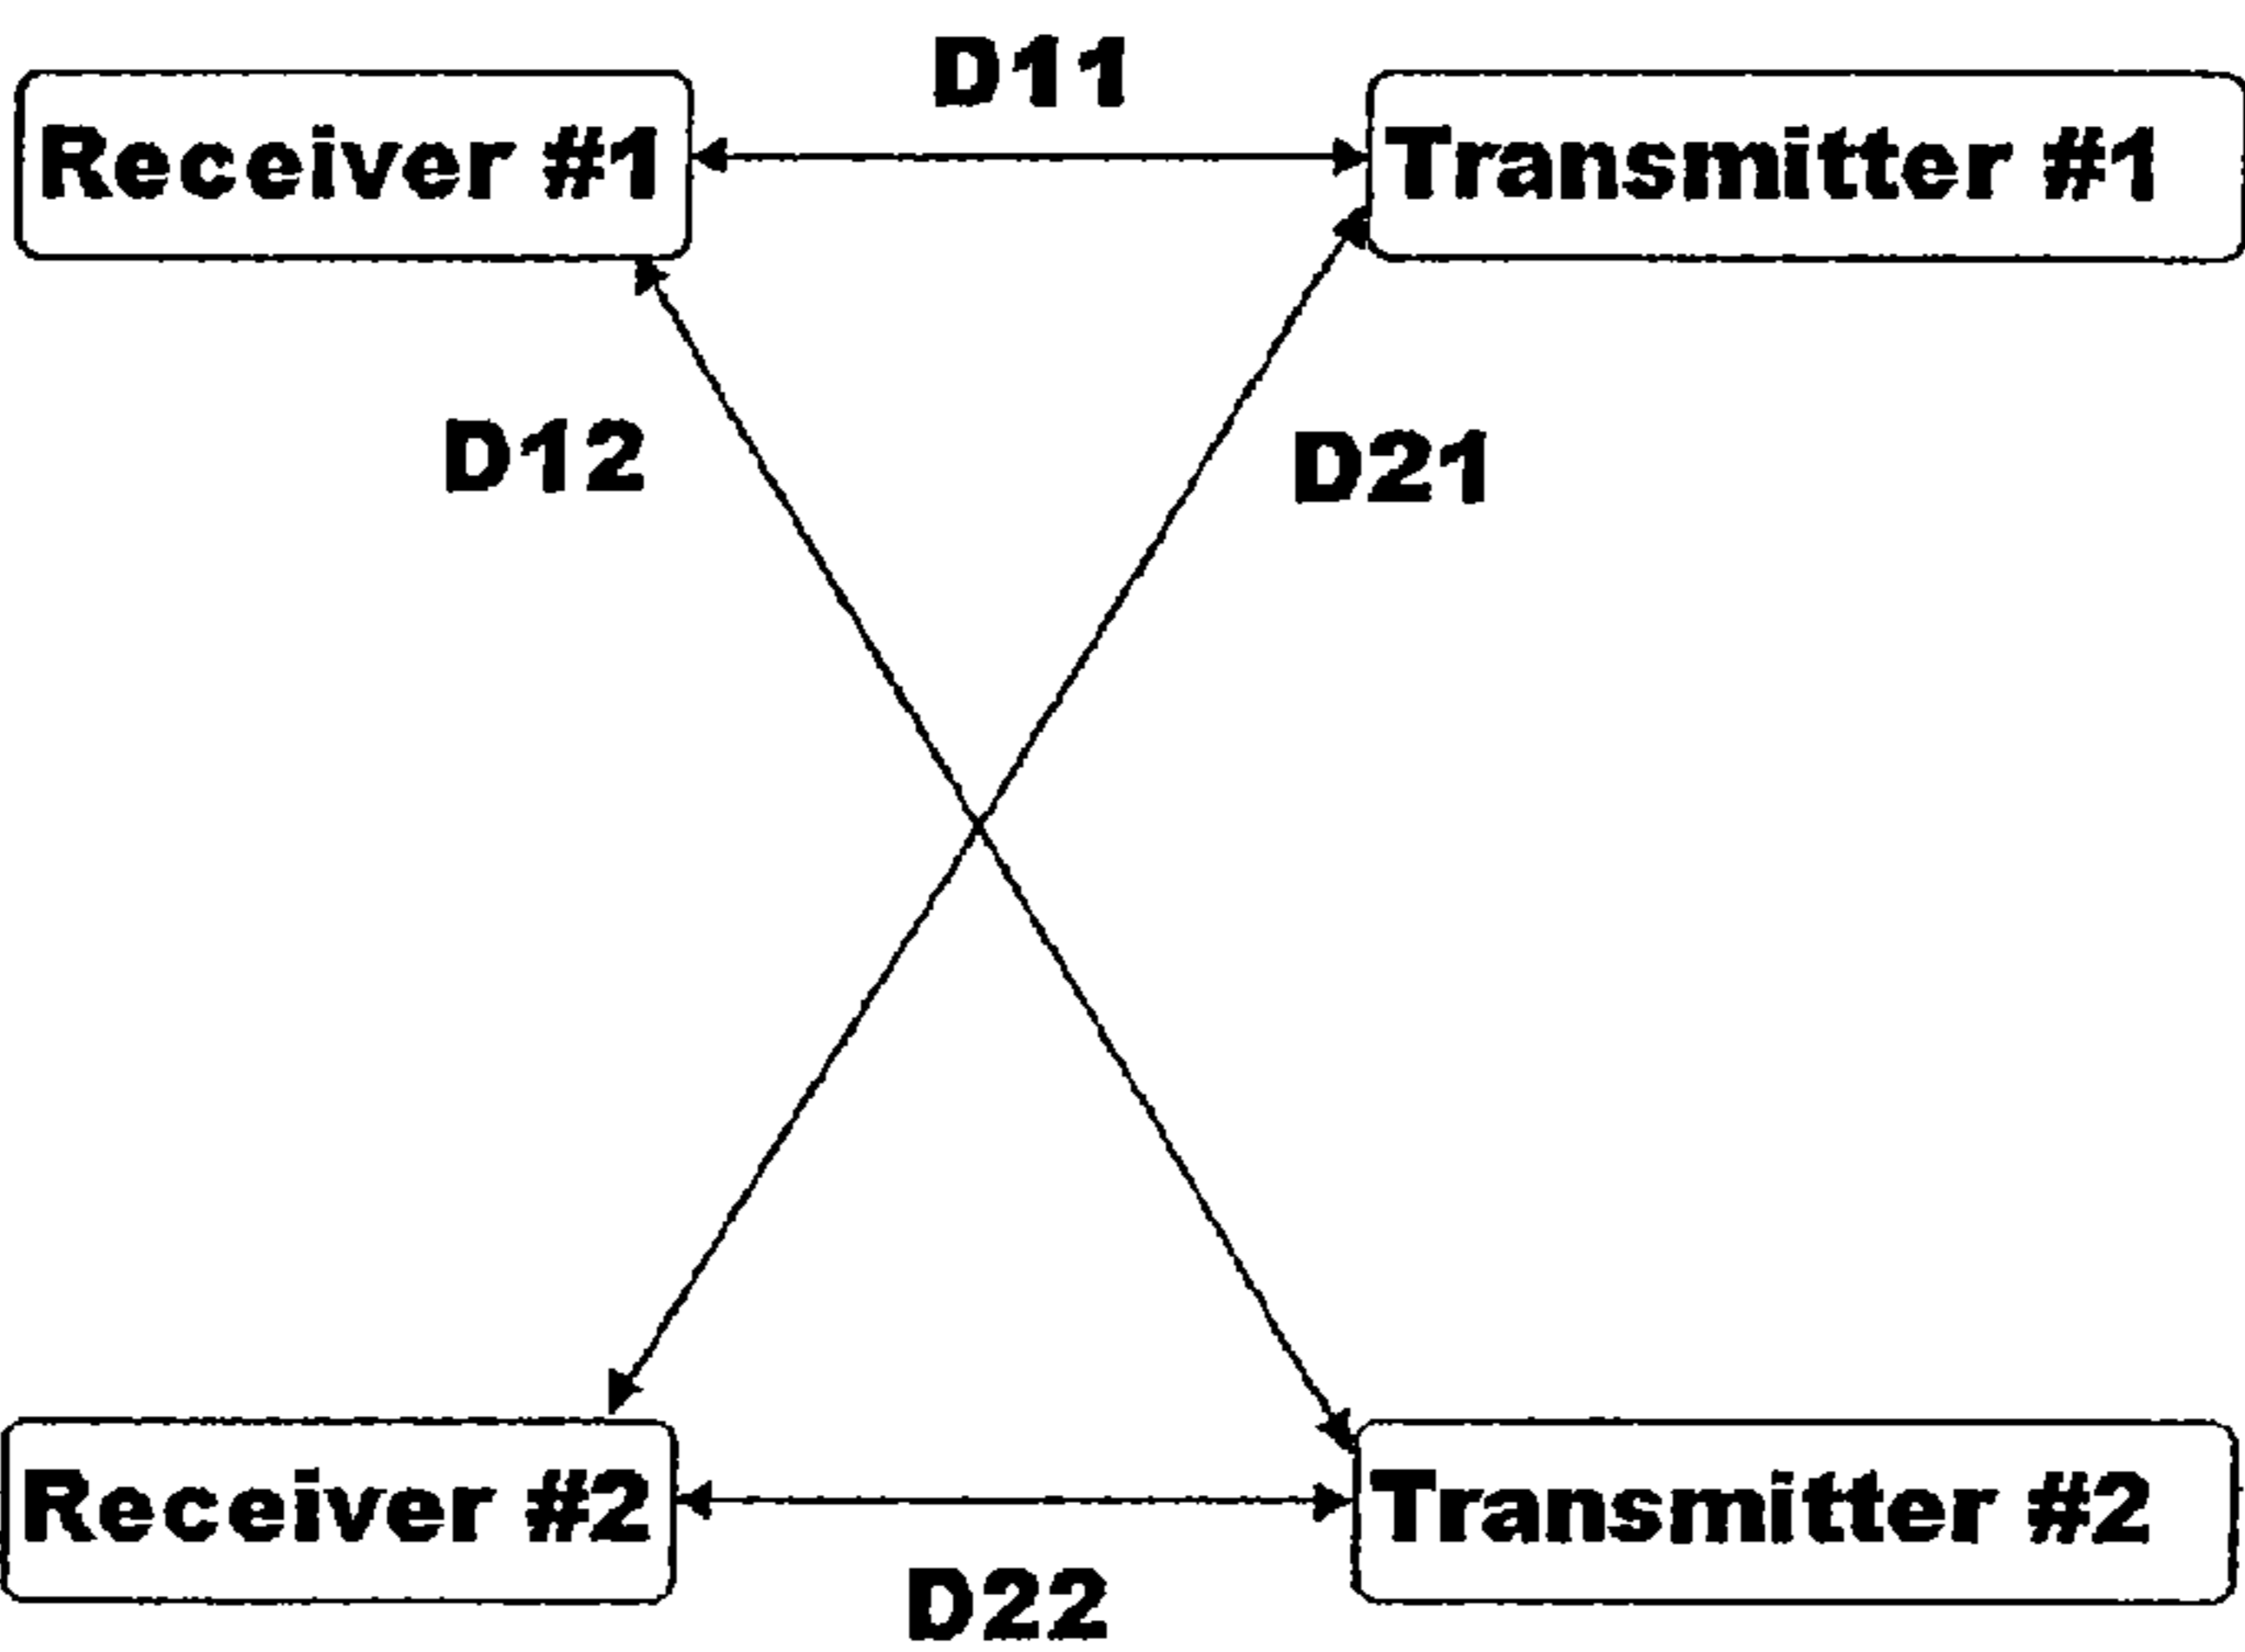 D11
Receiver #1
Transmitter #1
D12
D21
Receiver #2
Transmitter #2
D22